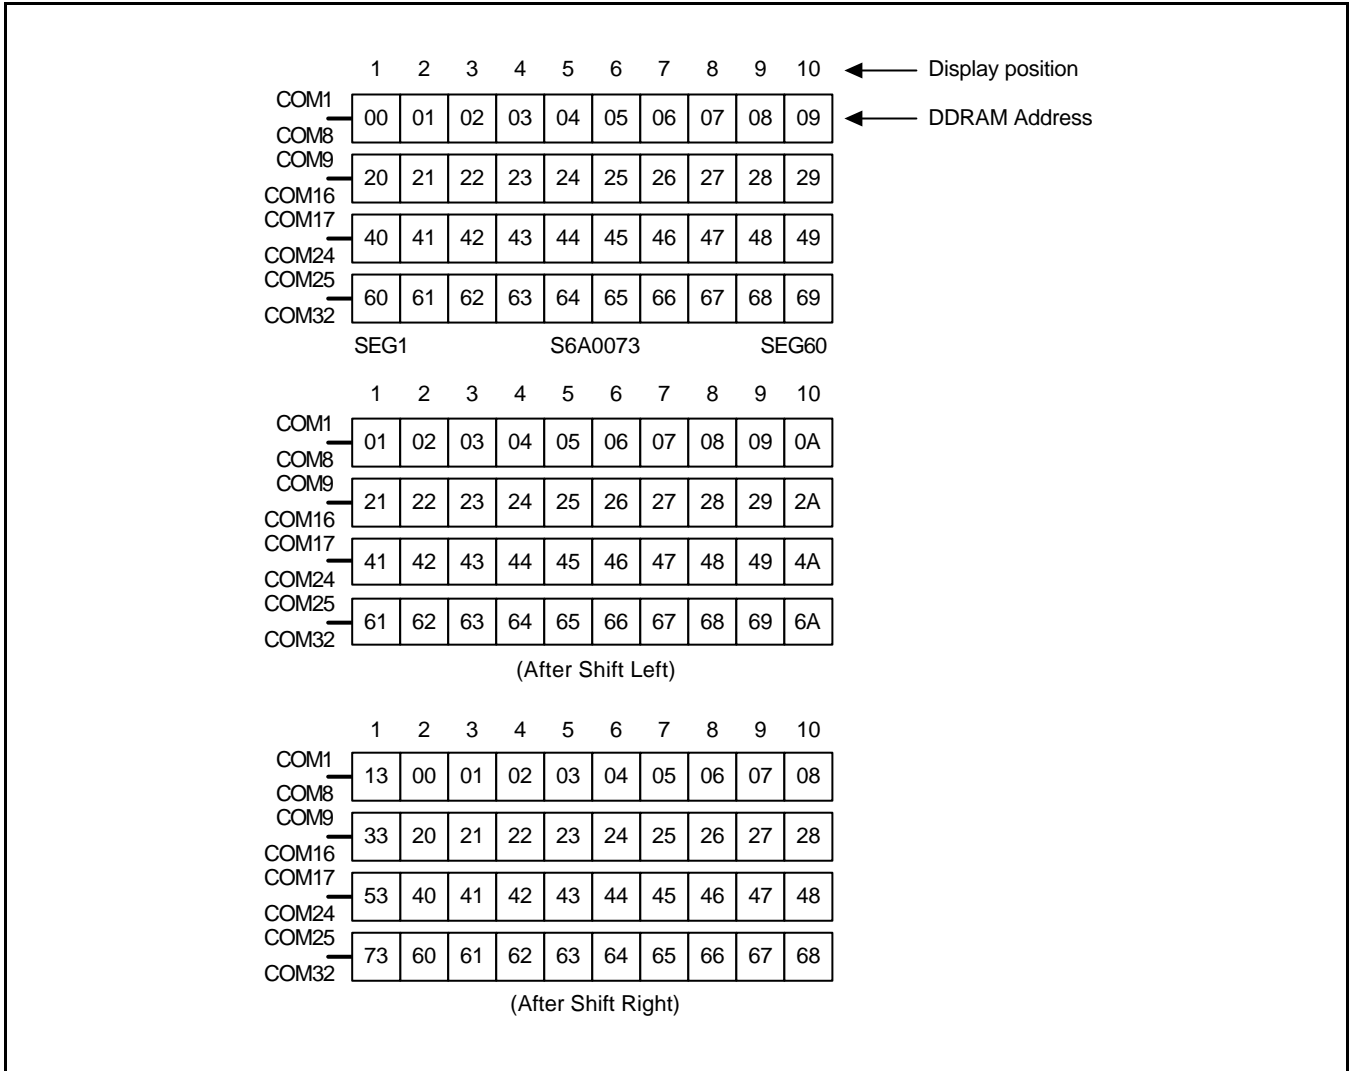 1 2 3 4 5 6 7 8 9 10 Display position
COM1
00 01 02 03 04 05 06 07 08 09 DDRAM Address
COM8
COM9
20 21 22 23 24 25 26 27 28 29
COM16
COM17
40 41 42 43 44 45 46 47 48 49
COM24
COM25
60 61 62 63 64 65 66 67 68 69
COM32
SEG1 S6A0073 SEG60
1 2 3 4 5 6 7 8 9 10
COM1
01 02 03 04 05 06 07 08 09 0A
COM8
COM9
21 22 23 24 25 26 27 28 29 2A
COM16
COM17
41 42 43 44 45 46 47 48 49 4A
COM24
COM25
61 62 63 64 65 66 67 68 69 6A
COM32
(After Shift Left)
1 2 3 4 5 6 7 8 9 10
COM1
13 00 01 02 03 04 05 06 07 08
COM8
COM9
33 20 21 22 23 24 25 26 27 28
COM16
COM17
53 40 41 42 43 44 45 46 47 48
COM24
COM25
73 60 61 62 63 64 65 66 67 68
COM32
(After Shift Right)